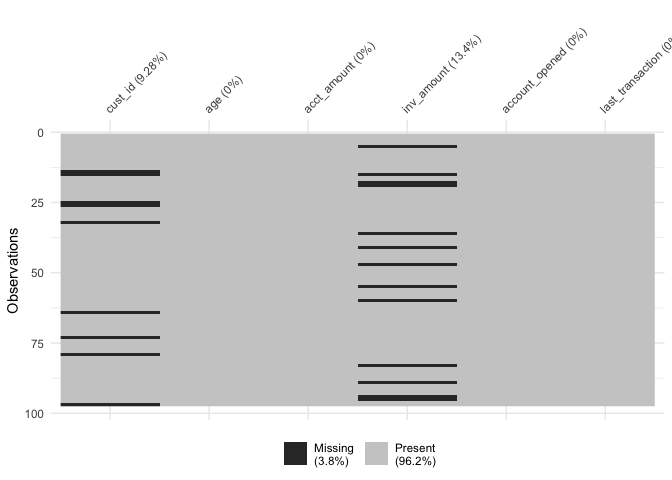 cust_id (9.28%)
age (0%)
acct_amount (0%)
inv_amount (13.4%)
account_opened (0%)
last_transaction (0%
Observations
0
25
50
75
100
Missing
(3.8%)
Present
(96.2%)